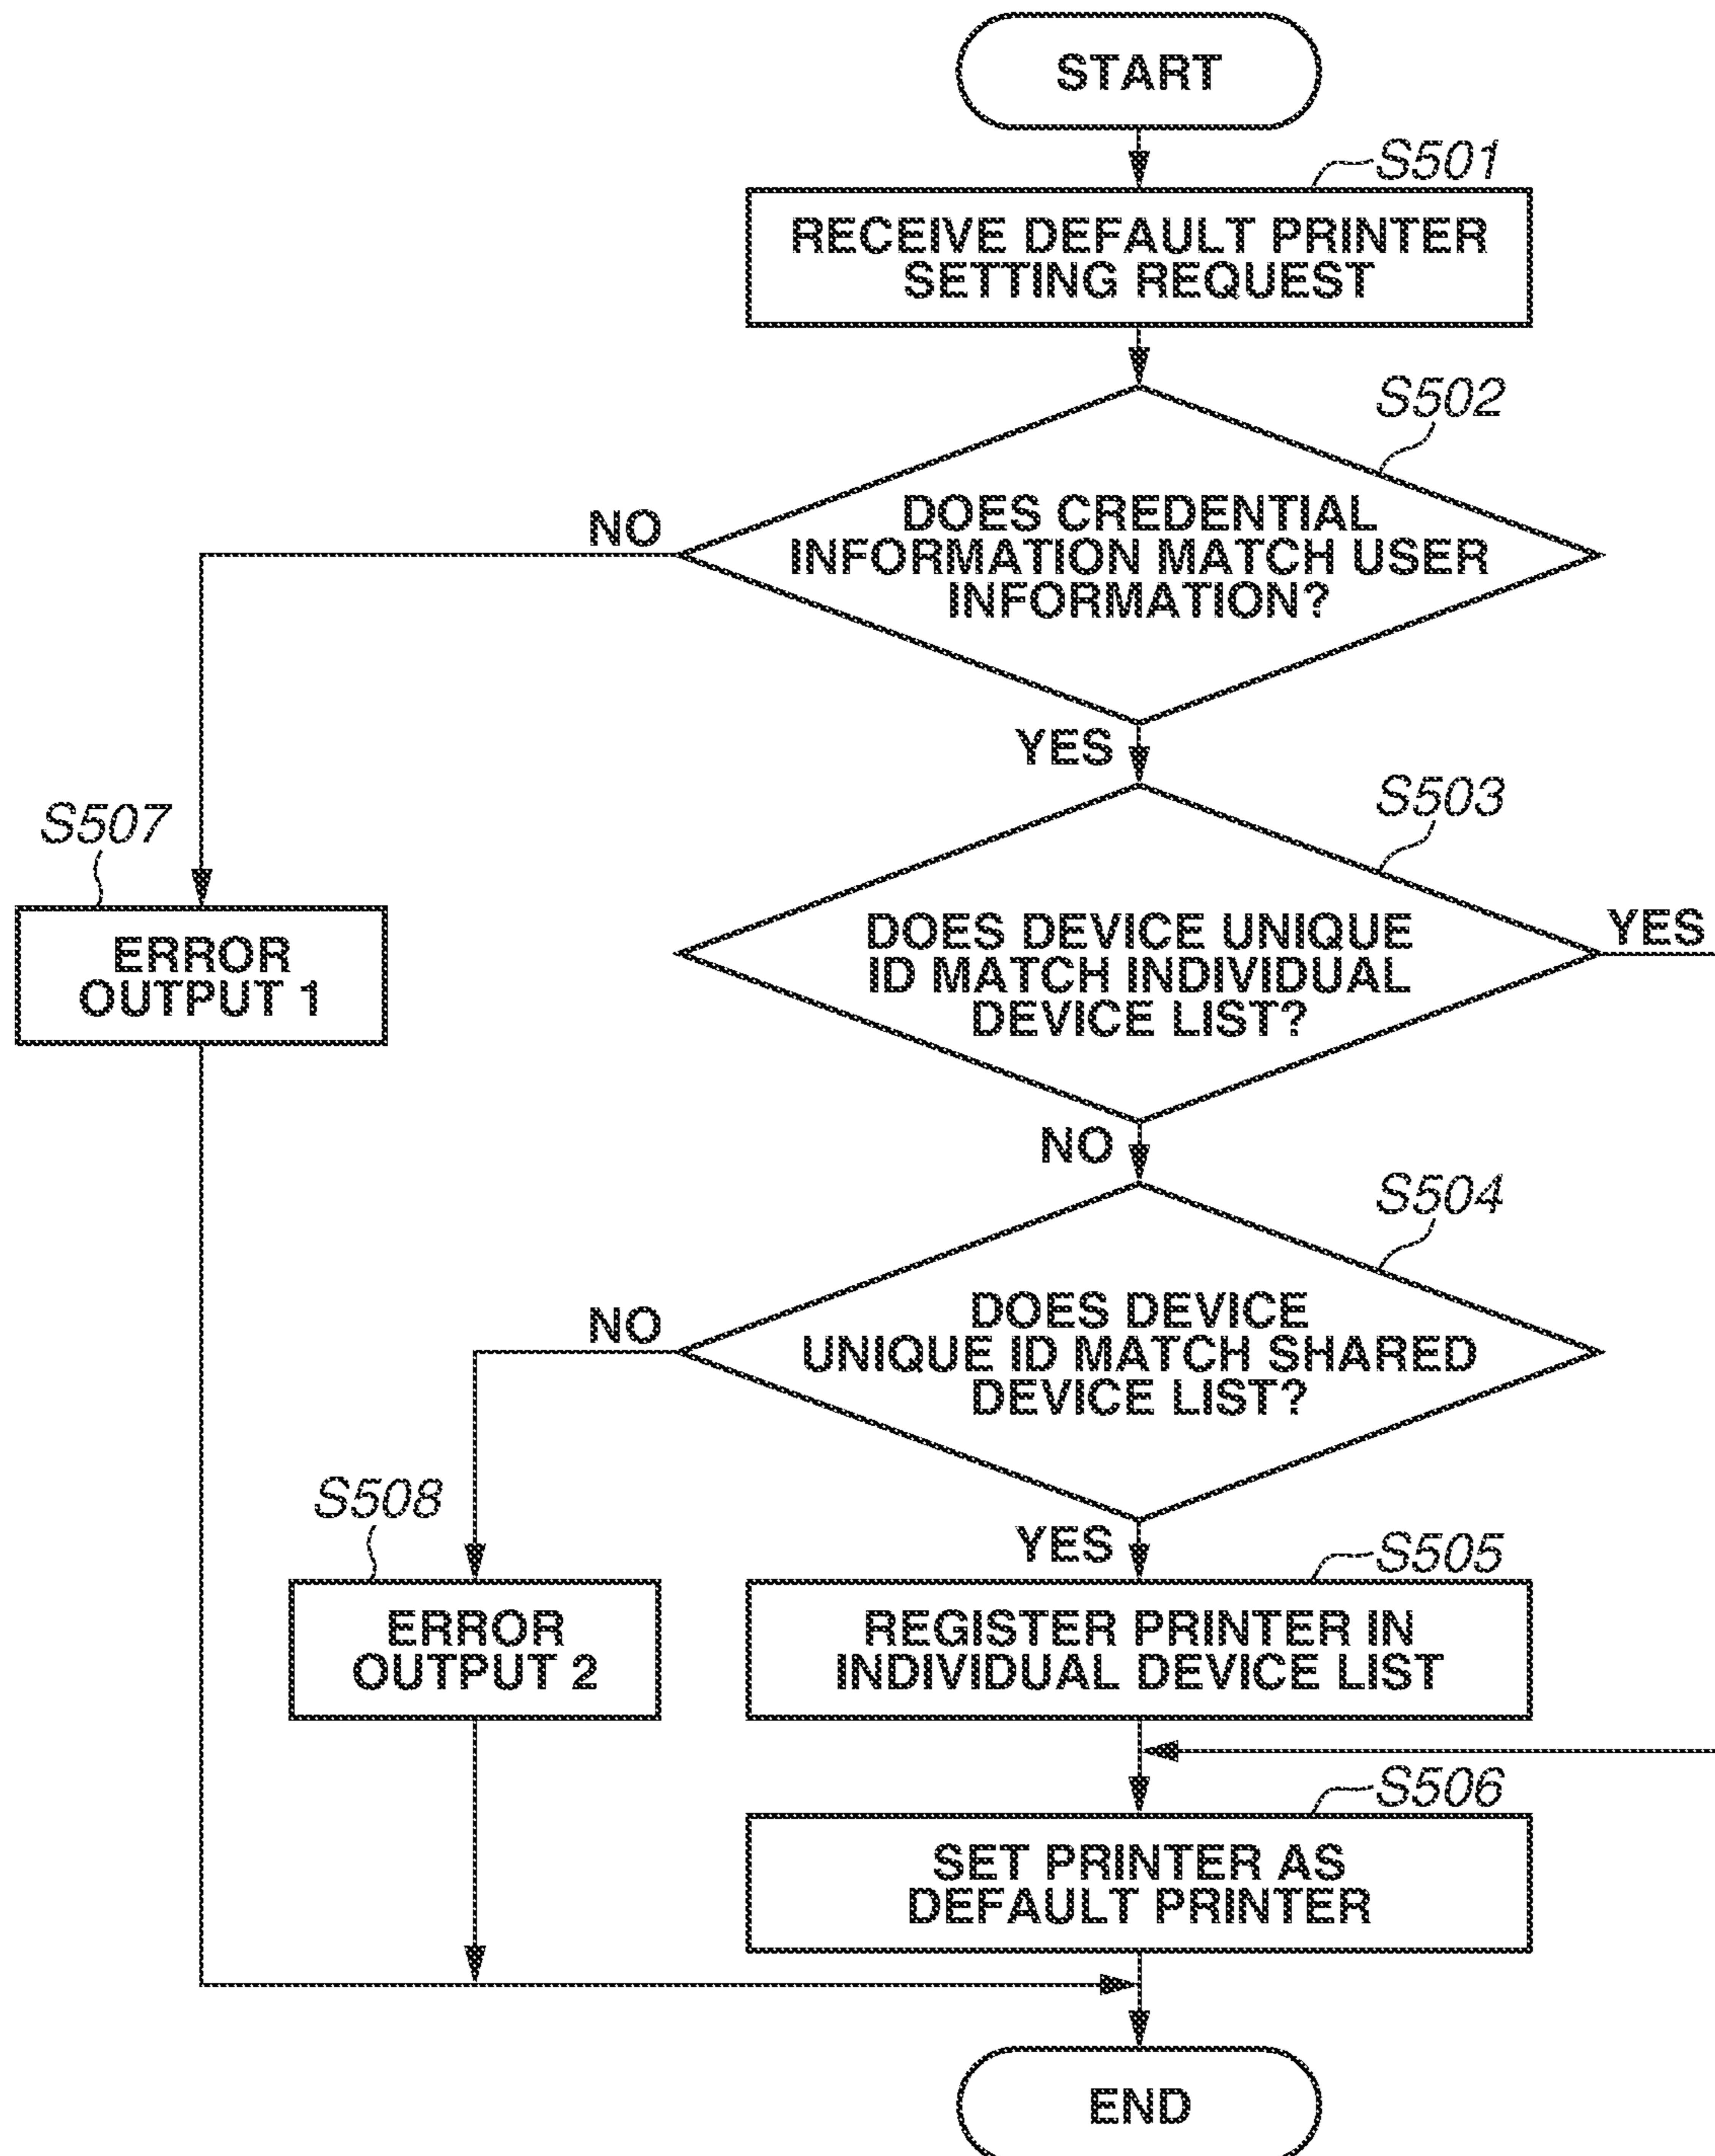 START
S501
RECEIVE DEFAULT PRINTER
SETTING REQUEST
S502
DOES CREDENTIAL
INFORMATION MATCH USER
INFORMATION?
NO
YES
S503
DOES DEVICE UNIQUE
ID MATCH INDIVIDUAL
DEVICE LIST?
YES
NO
S507
ERROR
OUTPUT 1
S504
DOES DEVICE
UNIQUE ID MATCH SHARED
DEVICE LIST?
NO
YES
S508
ERROR
OUTPUT 2
S505
REGISTER PRINTER IN
INDIVIDUAL DEVICE LIST
S506
SET PRINTER AS
DEFAULT PRINTER
END